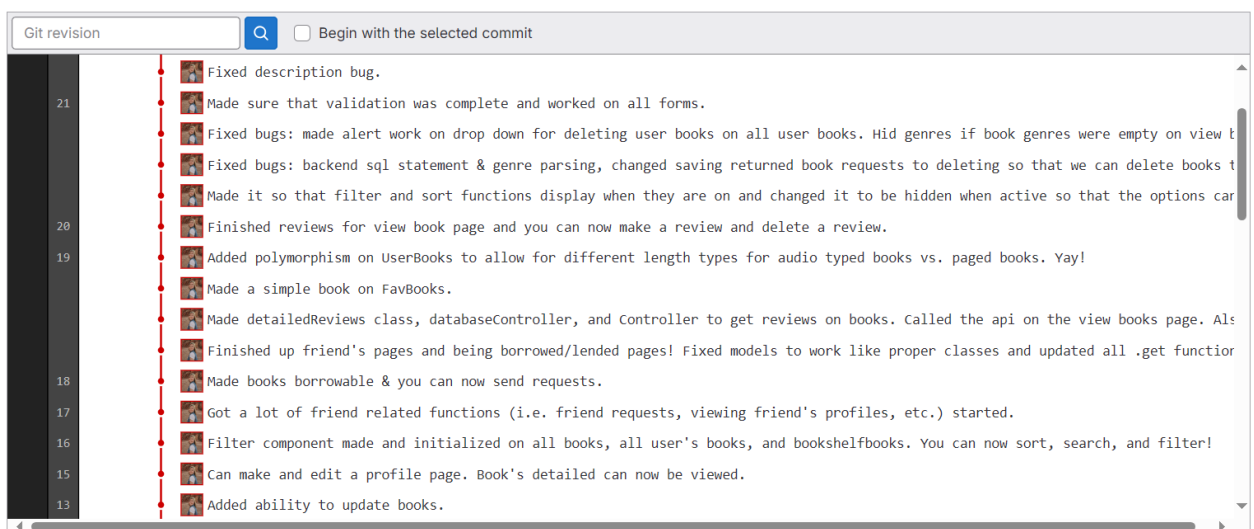 Git revision
Begin with the selected commit
Fixed description bug.
21 Made sure that validation was complete and worked on all forms.
Fixed bugs: made alert work on drop down for deleting user books on all user books. Hid genres if book genres were empty on view
Fixed bugs: backend sql statement & genre parsing, changed saving returned book requests to deleting so that we can delete books
Made it so that filter and sort functions display when they are on and changed it to be hidden when active so that the options can
20 Finished reviews for view book page and you can now make a review and delete a review.
19 Added polymorphism on UserBooks to allow for different length types for audio typed books vs. paged books. Yay!
Made a simple book on FavBooks.
Made detailedReviews class, databaseController, and Controller to get reviews on books. Called the api on the view books page. Als
Finished up friend's pages and being borrowed/lended pages! Fixed models to work like proper classes and updated all .get function
18 Made books borrowable & you can now send requests.
17 Got a lot of friend related functions (i.e. friend requests, viewing friend's profiles, etc.) started.
16 Filter component made and initialized on all books, all user's books, and bookshelfbooks. You can now sort, search, and filter!
15 Can make and edit a profile page. Book's detailed can now be viewed.
13 Added ability to update books.